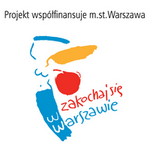 Projekt współfinansuje m.st.Warszawa
zakochaj się
w warszawie